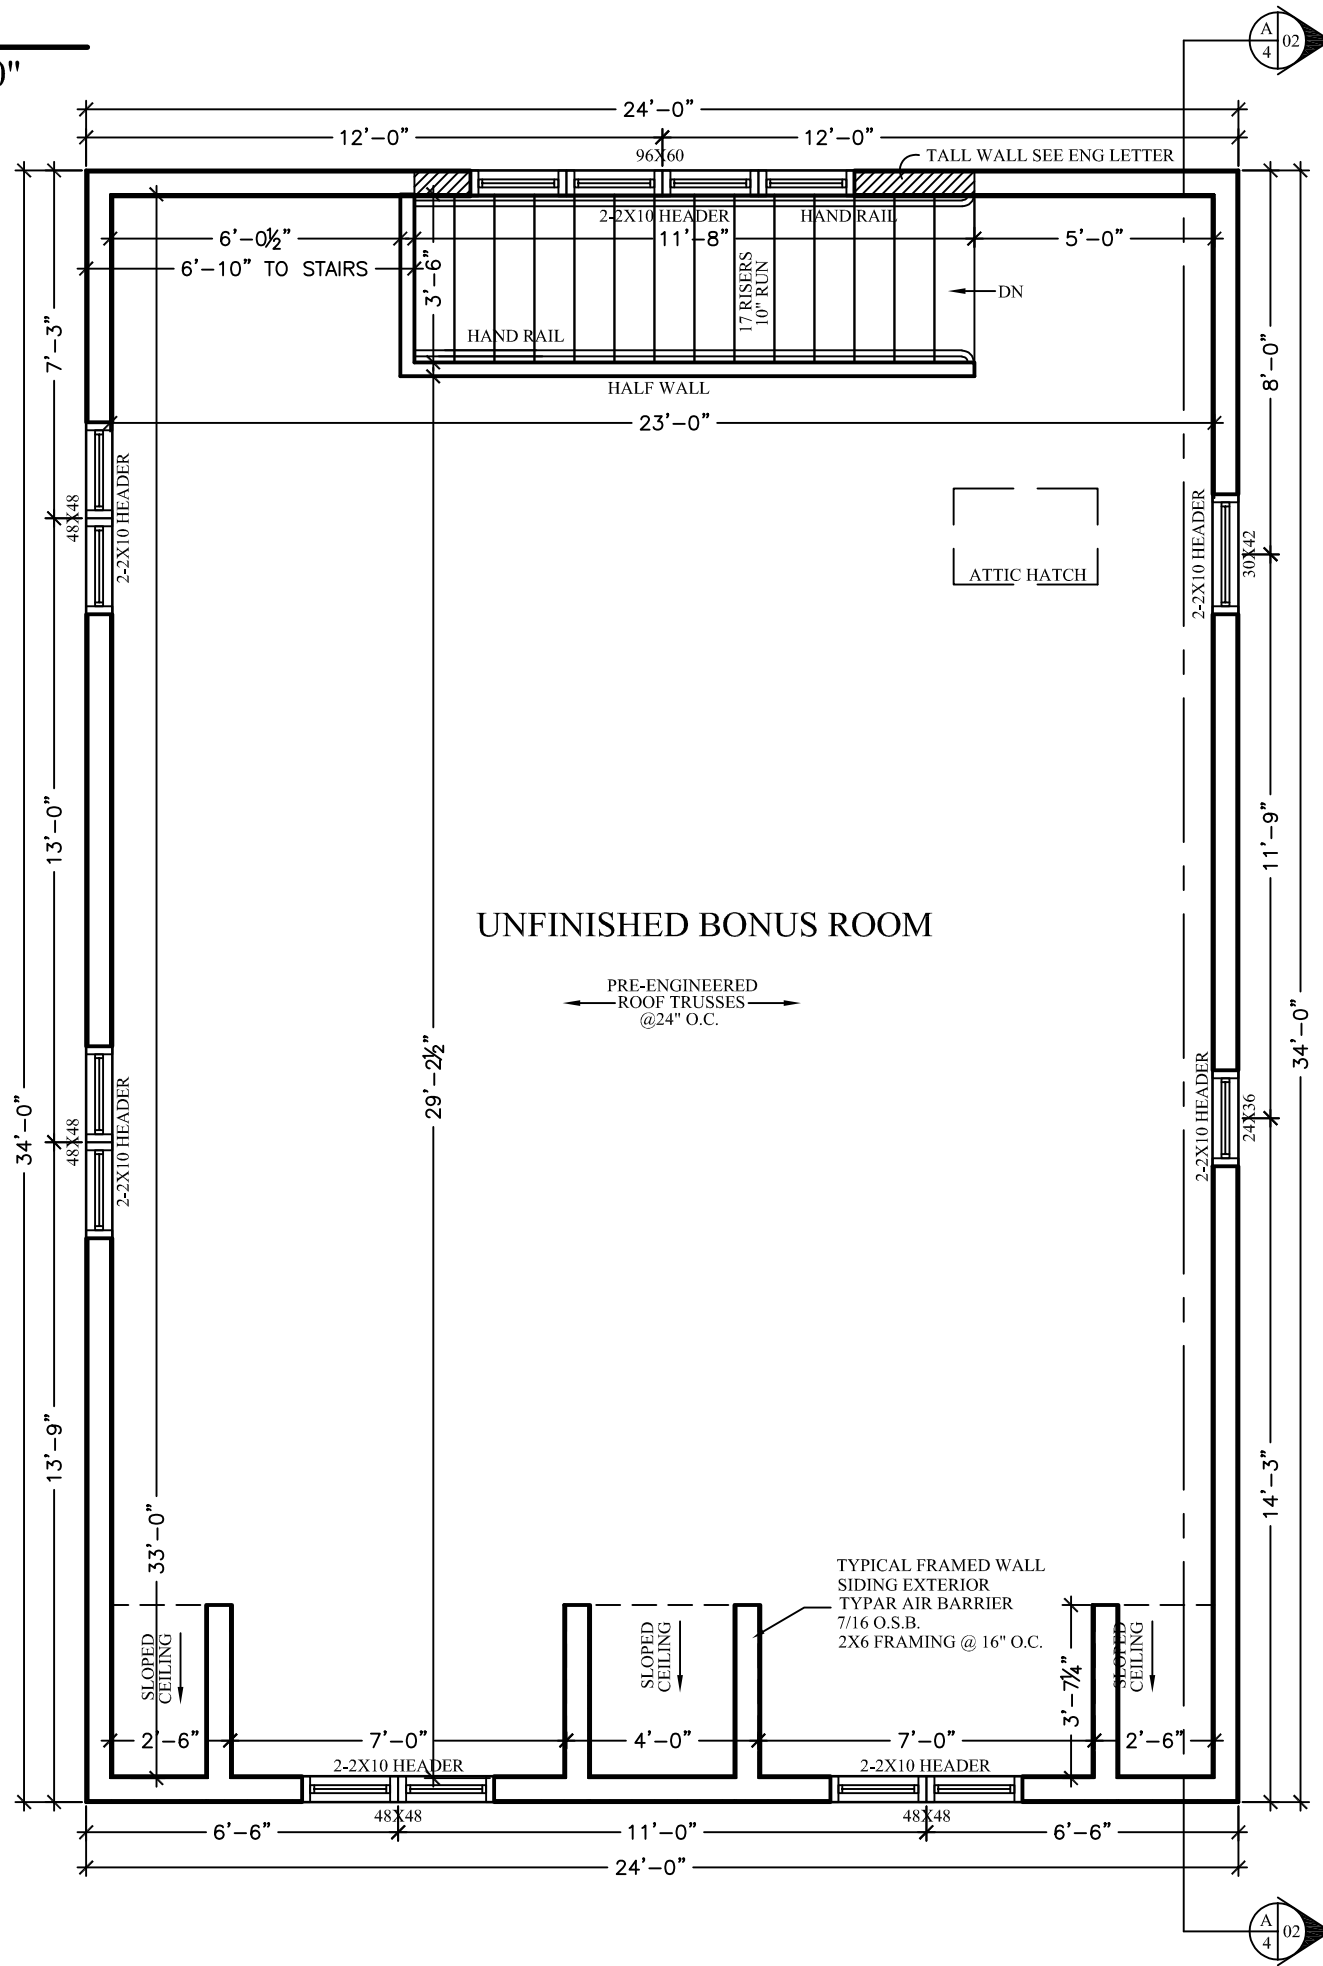 0"
A
4
02
24'-0"
12'-0"
12'-0"
96X60
TALL WALL SEE ENG LETTER
2-2X10 HEADER
HAND RAIL
6'-0½"
11'-8"
5'-0"
6'-10" TO STAIRS
3'-6"
17 RISERS
10" RUN
DN
HAND RAIL
HALF WALL
7'-3"
8'-0"
23'-0"
48X48
2-2X10 HEADER
ATTIC HATCH
2-2X10 HEADER
30X42
13'-0"
11'-9"
UNFINISHED BONUS ROOM
PRE-ENGINEERED
ROOF TRUSSES
@24" O.C.
29'-2½"
34'-0"
34'-0"
48X48
2-2X10 HEADER
2-2X10 HEADER
24X36
13'-9"
14'-3"
33'-0"
TYPICAL FRAMED WALL
SIDING EXTERIOR
TYPAR AIR BARRIER
7/16 O.S.B.
2X6 FRAMING @ 16" O.C.
SLOPED
CEILING
SLOPED
CEILING
3'-7¼"
SLOPED
CEILING
2'-6"
7'-0"
4'-0"
7'-0"
2'-6"
2-2X10 HEADER
2-2X10 HEADER
48X48
48X48
6'-6"
11'-0"
6'-6"
24'-0"
A
4
02